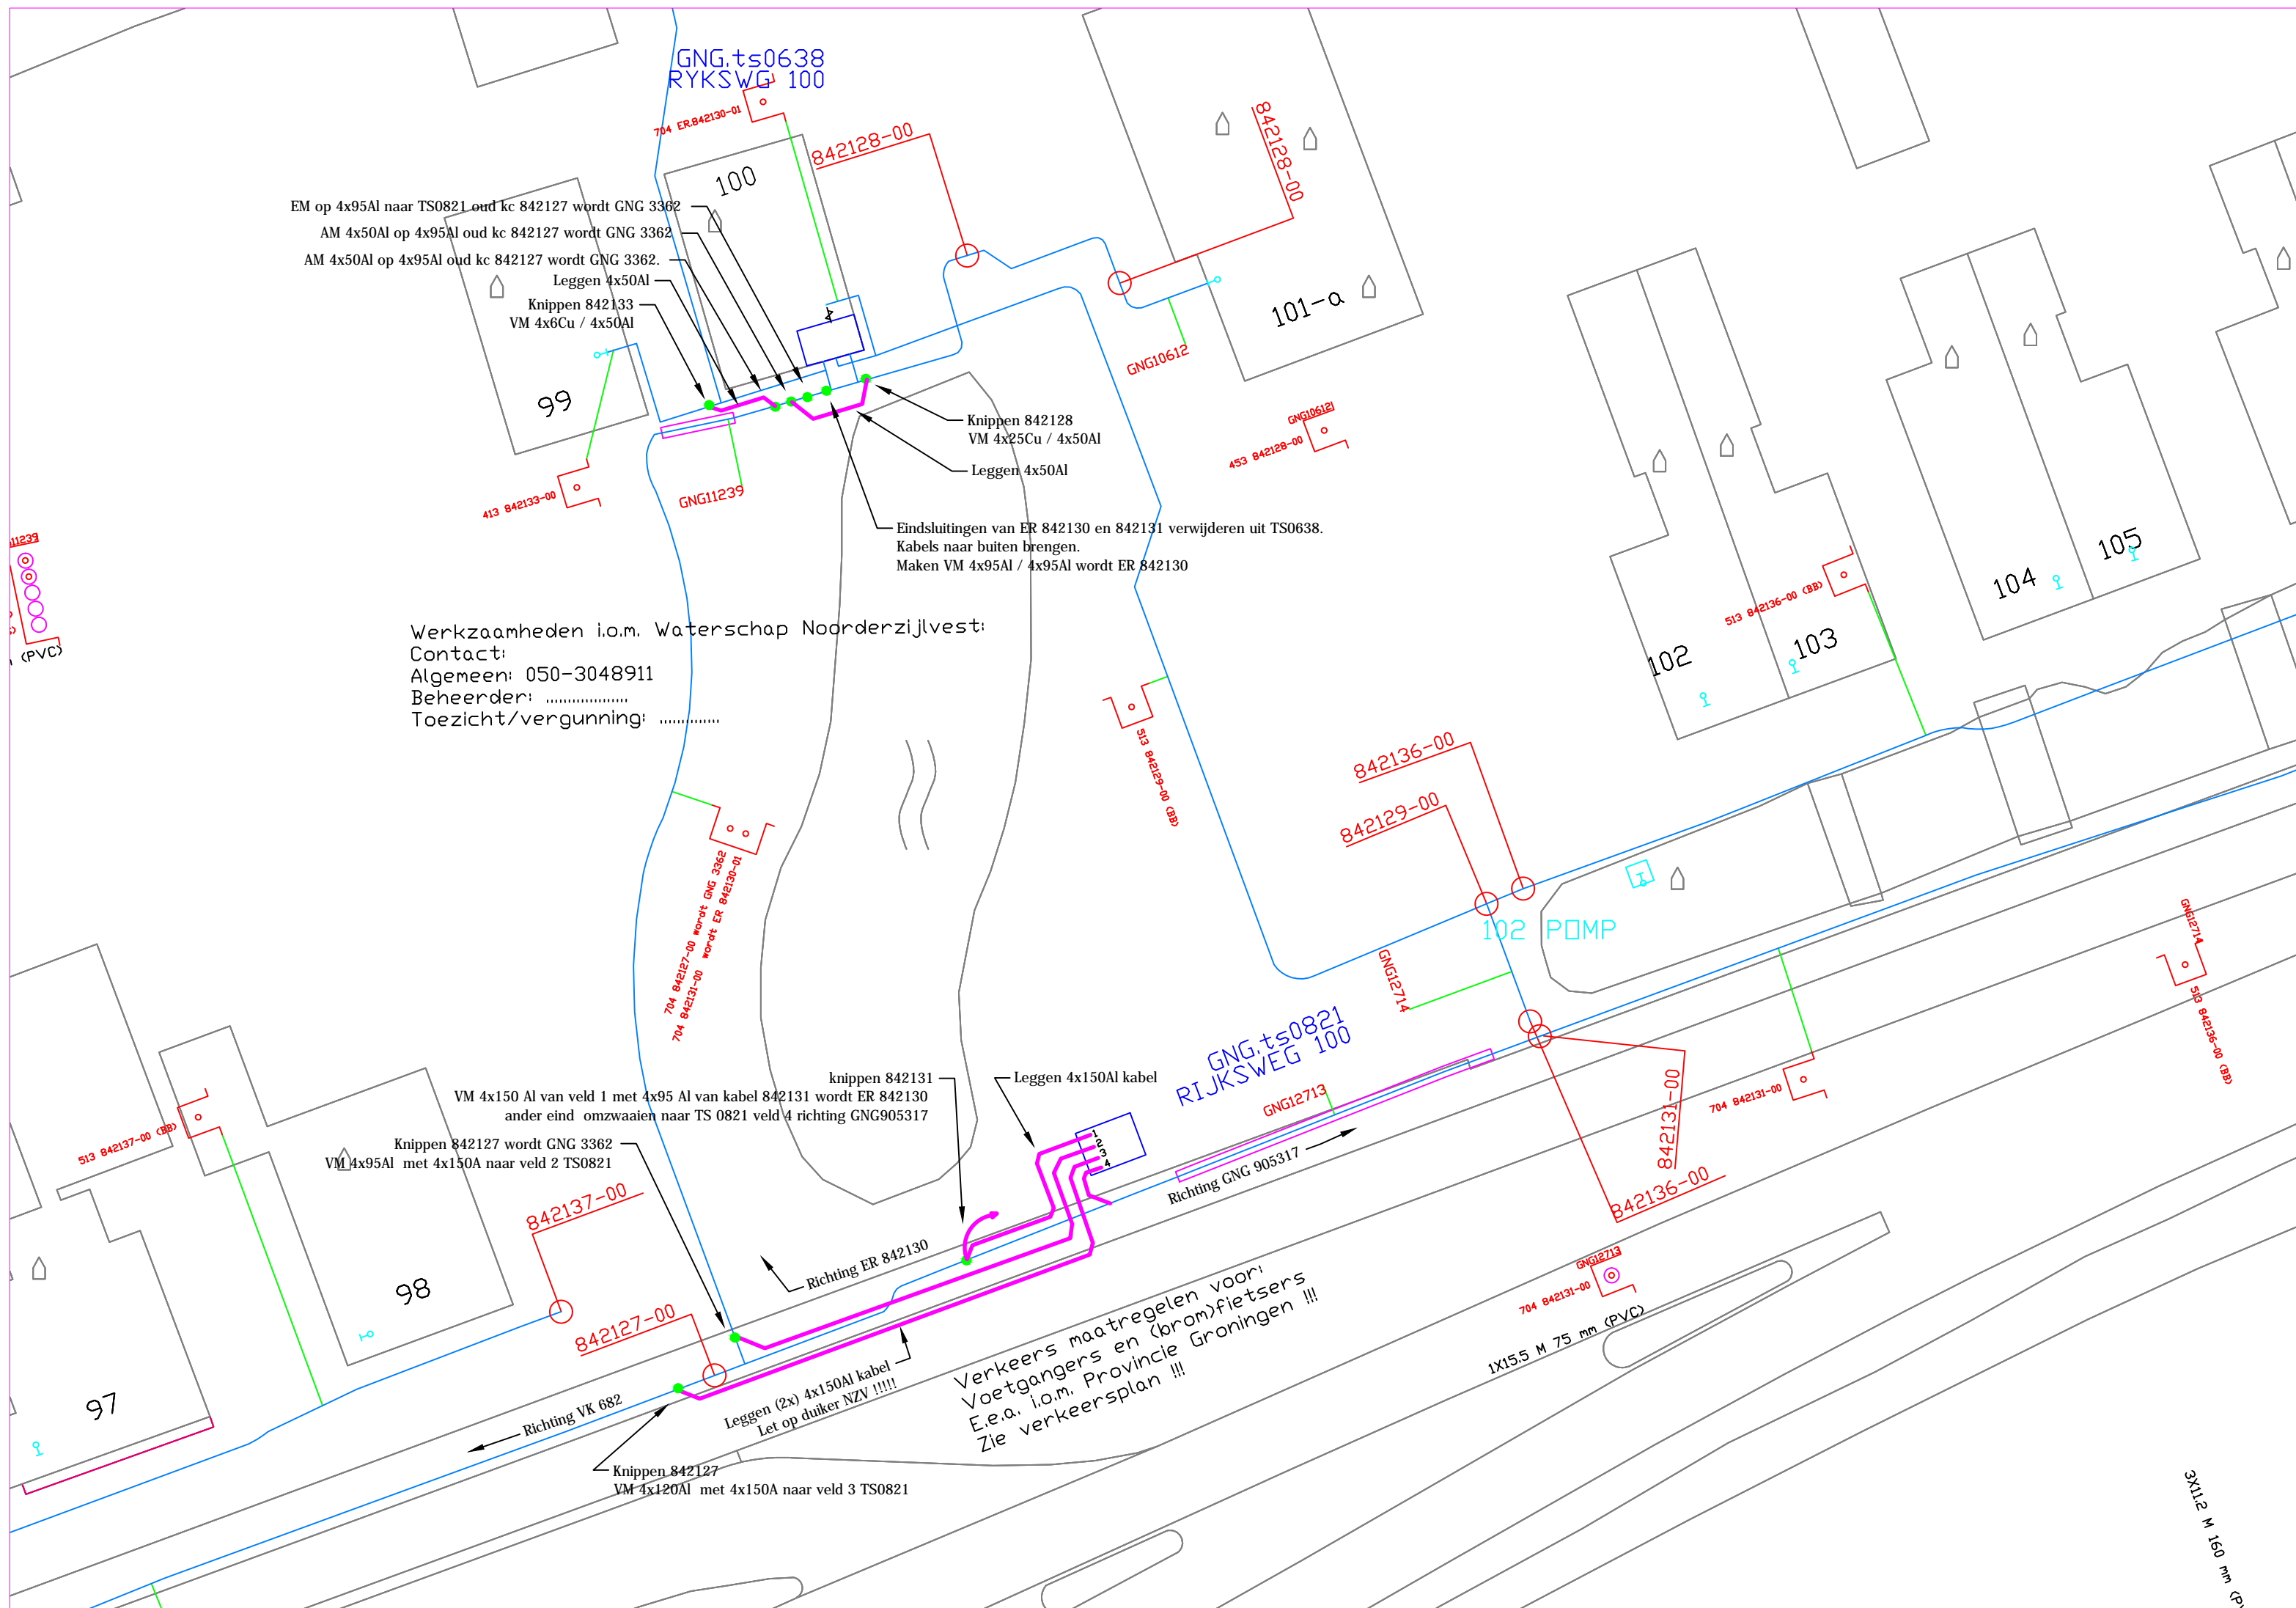 GNG.ts0638
RYKSWG 100
704 ER.842130-01
842128-00
842128-00
100
EM op 4x95Al naar TS0821 oud kc 842127 wordt GNG 3362
AM 4x50Al op 4x95Al oud kc 842127 wordt GNG 3362
AM 4x50Al op 4x95Al oud kc 842127 wordt GNG 3362.
Leggen 4x50Al
Knippen 842133
VM 4x6Cu / 4x50Al
99
101-a
GNG10612
Knippen 842128
VM 4x25Cu / 4x50Al
Leggen 4x50Al
GNG10612
453 842128-00
413 842133-00
GNG11239
Eindsluitingen van ER 842130 en 842131 verwijderen uit TS0638.
Kabels naar buiten brengen.
Maken VM 4x95Al / 4x95Al wordt ER 842130
11239
(PVC)
Werkzaamheden i.o.m. Waterschap Noorderzijlvest:
Contact:
Algemeen: 050-3048911
Beheerder: ...................
Toezicht/vergunning: ..............
102
103
104
105
513 842136-00 (BB)
513 842129-00 (BB)
842136-00
842129-00
102 POMP
GNG12714
GNG12714
513 842136-00 (BB)
704 842127-00 wordt GNG 3362
704 842131-00 wordt ER 842130-01
GNG.ts0821
RIJKSWEG 100
GNG12713
knippen 842131
VM 4x150 Al van veld 1 met 4x95 Al van kabel 842131 wordt ER 842130
ander eind omzwaaien naar TS 0821 veld 4 richting GNG905317
Leggen 4x150Al kabel
1
2
3
4
Knippen 842127 wordt GNG 3362
VM 4x95Al met 4x150A naar veld 2 TS0821
Richting GNG 905317
842131-00
842136-00
704 842131-00
513 842137-00 (BB)
842137-00
842127-00
Richting ER 842130
98
97
Richting VK 682
Leggen (2x) 4x150Al kabel
Let op duiker NZV !!!!!
Verkeers maatregelen voor:
Voetgangers en (brom)fietsers
E.e.a. i.o.m. Provincie Groningen !!!
Zie verkeersplan !!!
GNG12713
704 842131-00
1X15.5 M 75 mm (PVC)
Knippen 842127
VM 4x120Al met 4x150A naar veld 3 TS0821
3X11.2 M 160 mm